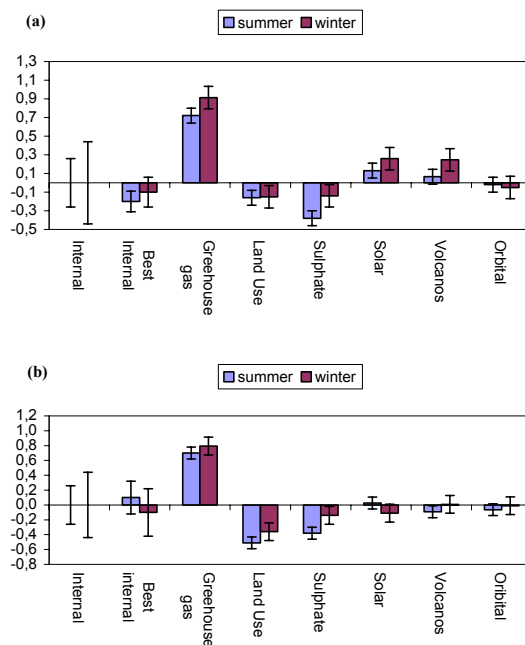 (a)
summer winter
1,3
1,1
0,9
0,7
0,5
0,3
0,1
-0,1
-0,3
-0,5
Internal
Best
Internal
Greehouse
gas
Land Use
Sulphate
Solar
Volcanos
Orbital
(b)
summer winter
1,2
1,0
0,8
0,6
0,4
0,2
0,0
-0,2
-0,4
-0,6
-0,8
Internal
Best
internal
Greehouse
gas
Land Use
Sulphate
Solar
Volcanos
Oribital